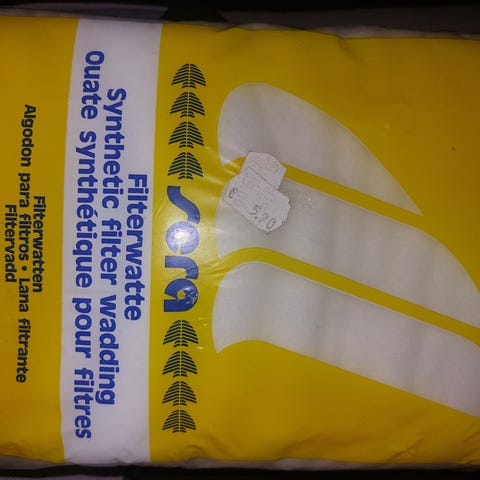 sera
Filterwatte
Synthetic filter wadding
Ouate synthétique pour filtres
Filterwatten
Algodon para filtros • Lana filtrante
Filtervadd